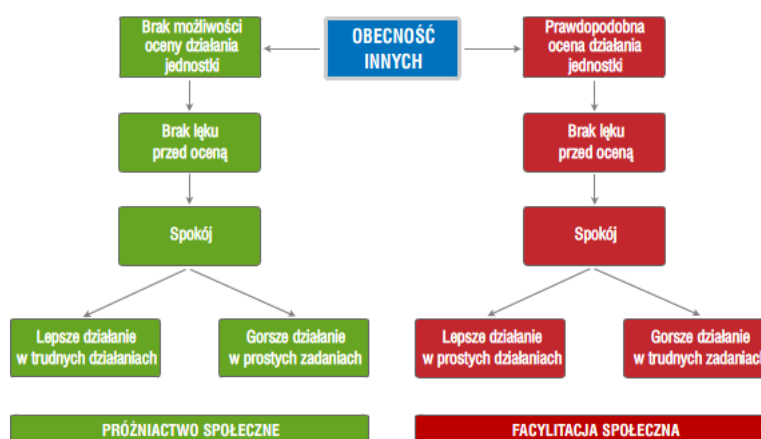 Brak możliwości
oceny działania
jednostki
OBECNOŚĆ
INNYCH
Prawdopodobna
ocena działania
jednostki
Brak lęku
przed oceną
Brak lęku
przed oceną
Spokój
Spokój
Lepsze działanie
w trudnych działaniach
Gorsze działanie
w prostych zadaniach
Lepsze działanie
w prostych działaniach
Gorsze działanie
w trudnych zadaniach
PRÓŻNIACTWO SPOŁECZNE
FACYLITACJA SPOŁECZNA